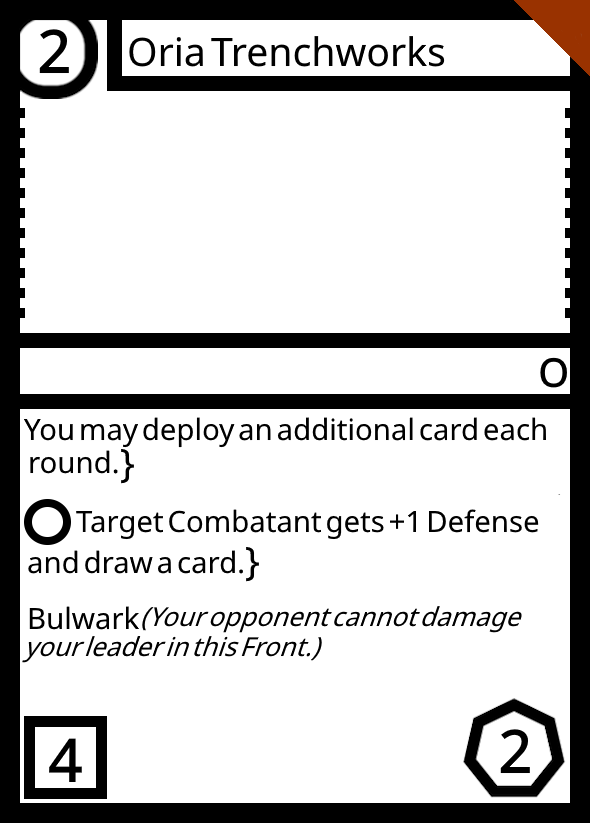 2
Oria Trenchworks
O
You may deploy an additional card each
round.}
Target Combatant gets +1 Defense
and draw a card.}
Bulwark (Your opponent cannot damage
your leader in this Front.)
4
2